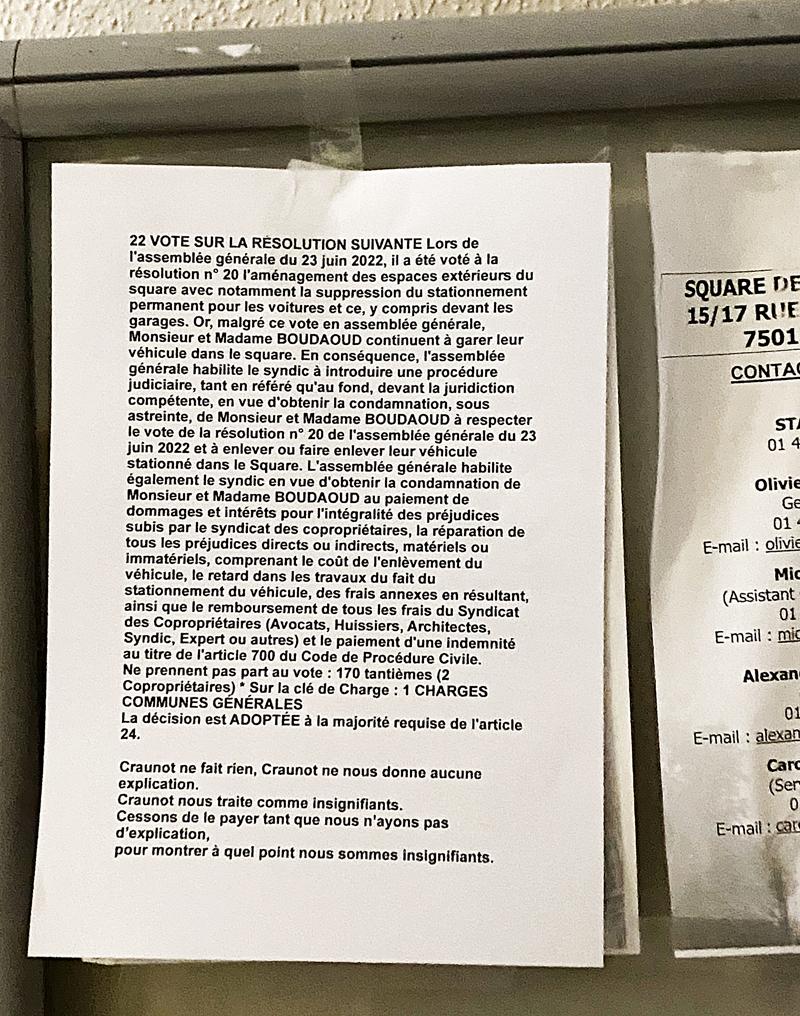 22 VOTE SUR LA RÉSOLUTION SUIVANTE Lors de
l'assemblée générale du 23 juin 2022, il a été voté à la
résolution n° 20 l'aménagement des espaces extérieurs du
square avec notamment la suppression du stationnement
permanent pour les voitures et ce, y compris devant les
garages. Or, malgré ce vote en assemblée générale,
Monsieur et Madame BOUDAOUD continuent à garer leur
véhicule dans le square. En conséquence, l'assemblée
générale habilite le syndic à introduire une procédure
judiciaire, tant en référé qu'au fond, devant la juridiction
compétente, en vue d'obtenir la condamnation, sous
astreinte, de Monsieur et Madame BOUDAOUD à respecter
le vote de la résolution n° 20 de l'assemblée générale du 23
juin 2022 et à enlever ou faire enlever leur véhicule
stationné dans le Square. L'assemblée générale habilite
également le syndic en vue d'obtenir la condamnation de
Monsieur et Madame BOUDAOUD au paiement de
dommages et intérêts pour l'intégralité des préjudices
subis par le syndicat des copropriétaires, la réparation de
tous les préjudices directs ou indirects, matériels ou
immatériels, comprenant le coût de l'enlèvement du
véhicule, le retard dans les travaux du fait du
stationnement du véhicule, des frais annexes en résultant,
ainsi que le remboursement de tous les frais du Syndicat
des Copropriétaires (Avocats, Huissiers, Architectes,
Syndic, Expert ou autres) et le paiement d'une indemnité
au titre de l'article 700 du Code de Procédure Civile.
Ne prennent pas part au vote : 170 tantièmes (2
Copropriétaires) * Sur la clé de Charge : 1 CHARGES
COMMUNES GÉNÉRALES
La décision est ADOPTÉE à la majorité requise de l'article
24.
Craunot ne fait rien, Craunot ne nous donne aucune
explication.
Craunot nous traite comme insignifiants.
Cessons de le payer tant que nous n'ayons pas
d'explication,
pour montrer à quel point nous sommes insignifiants.
SQUARE DE
15/17 RUE
7501
CONTAC
STA
01 4
Olivie
Ge
01 4
E-mail : olivie
Mic
(Assistant
01
E-mail : mic
Alexan
01
E-mail : alexan
Caro
(Ser
0
E-mail : card